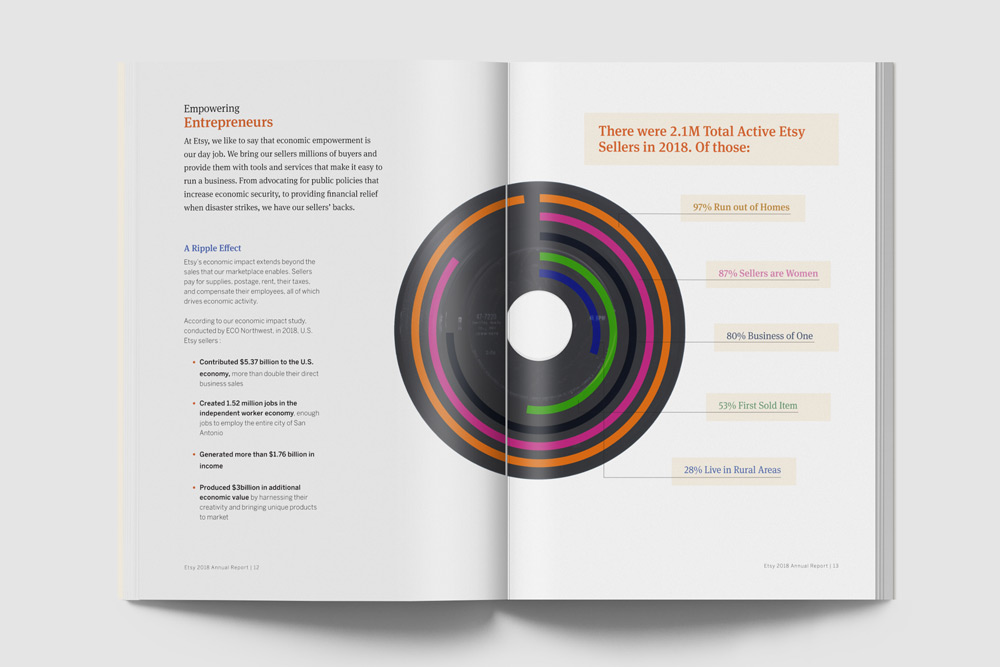 Empowering
Entrepreneurs
At Etsy, we like to say that economic empowerment is
our day job. We bring our sellers millions of buyers and
provide them with tools and services that make it easy to
run a business. From advocating for public policies that
increase economic security, to providing financial relief
when disaster strikes, we have our sellers' backs.
A Ripple Effect
Etsy's economic impact extends beyond the
sales that our marketplace enables. Sellers
pay for supplies, postage, rent, their taxes,
and compensate their employees, all of which
drives economic activity.
According to our economic impact study,
conducted by ECO Northwest, in 2018, U.S.
Etsy sellers :
• Contributed $5.37 billion to the U.S.
economy, more than double their direct
business sales
• Created 1.52 million jobs in the
independent worker economy, enough
jobs to employ the entire city of San
Antonio
• Generated more than $1.76 billion in
income
• Produced $3billion in additional
economic value by harnessing their
creativity and bringing unique products
to market
Etsy 2018 Annual Report | 12
There were 2.1M Total Active Etsy
Sellers in 2018. Of those:
97% Run out of Homes
87% Sellers are Women
80% Business of One
53% First Sold Item
28% Live in Rural Areas
Etsy 2018 Annual Report | 13